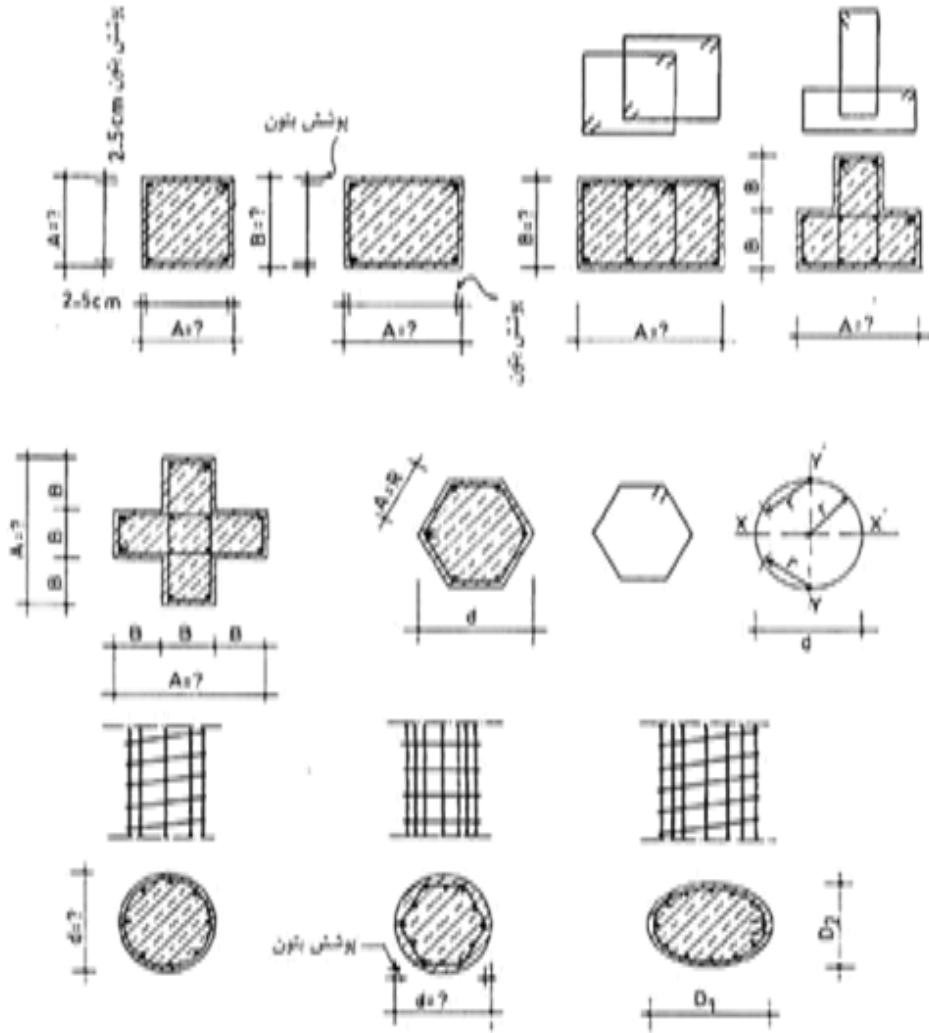 2-5cm پوشش بتون
A=?
2-5cm
A=?
پوشش بتون
B=?
A=?
پوشش بتون
B=?
A=?
B
B
A=?
A=?
B
B
B
B
B
B
A=?
A=R
d
Y'
X
X'
r
r
r
Y
d
d=?
پوشش بتون
d=?
D2
D1